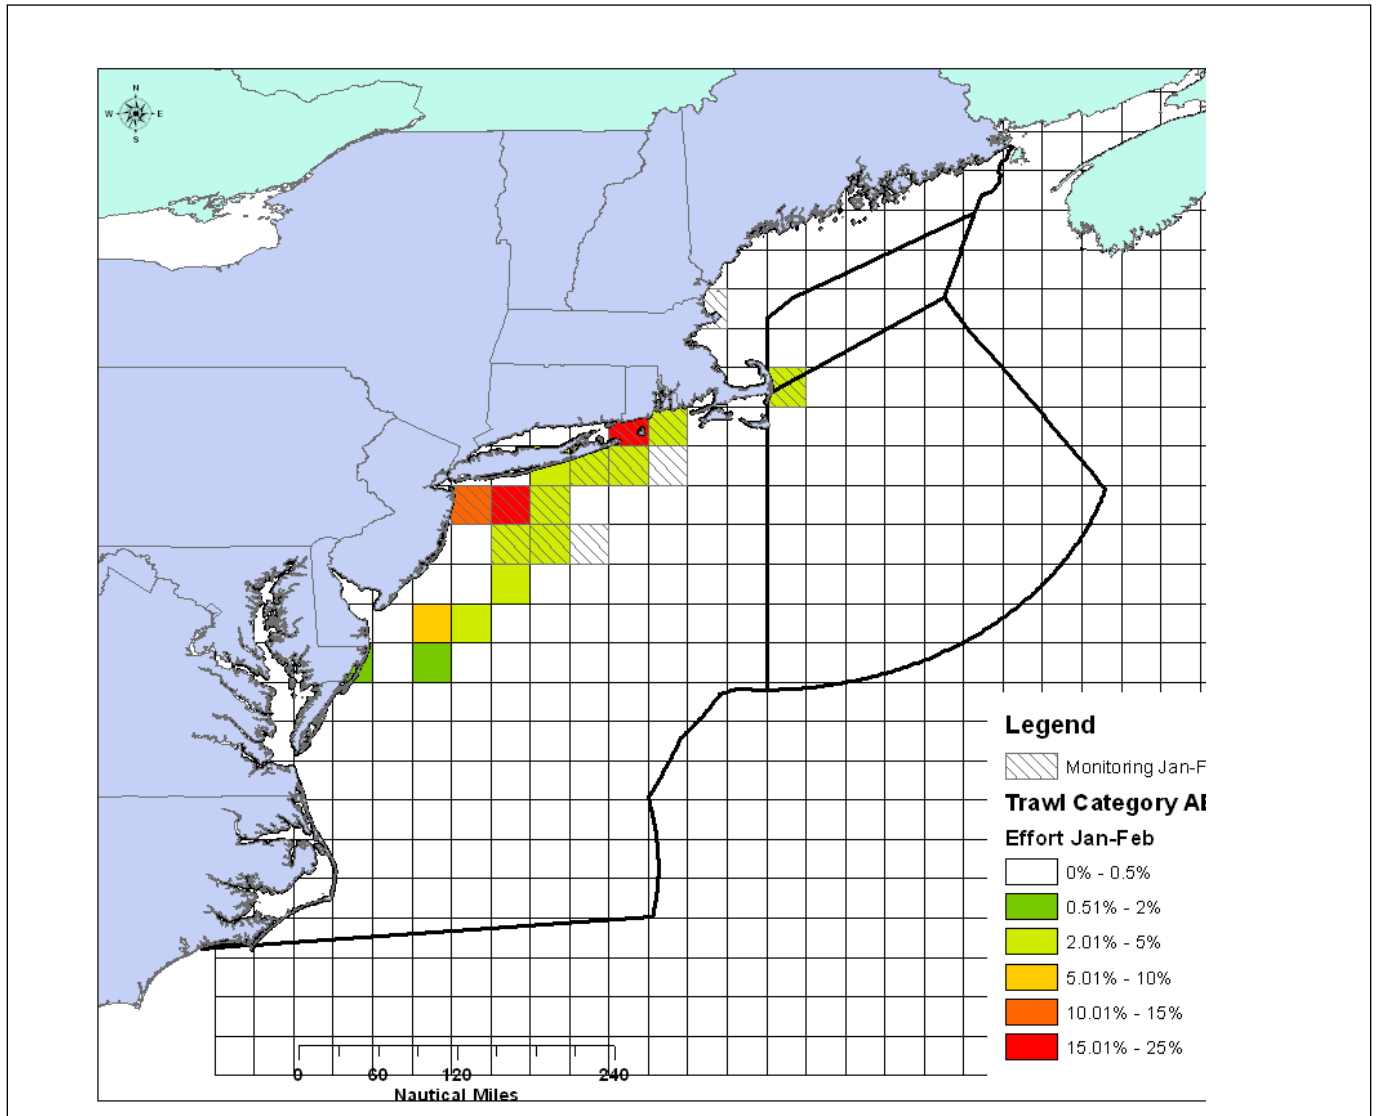 N
W E
S
Legend
Monitoring Jan-F
Trawl Category
Effort Jan-Feb
0% - 0.5%
0.51% - 2%
2.01% - 5%
5.01% - 10%
10.01% - 15%
15.01% - 25%
0 60 120 240
Nautical Miles